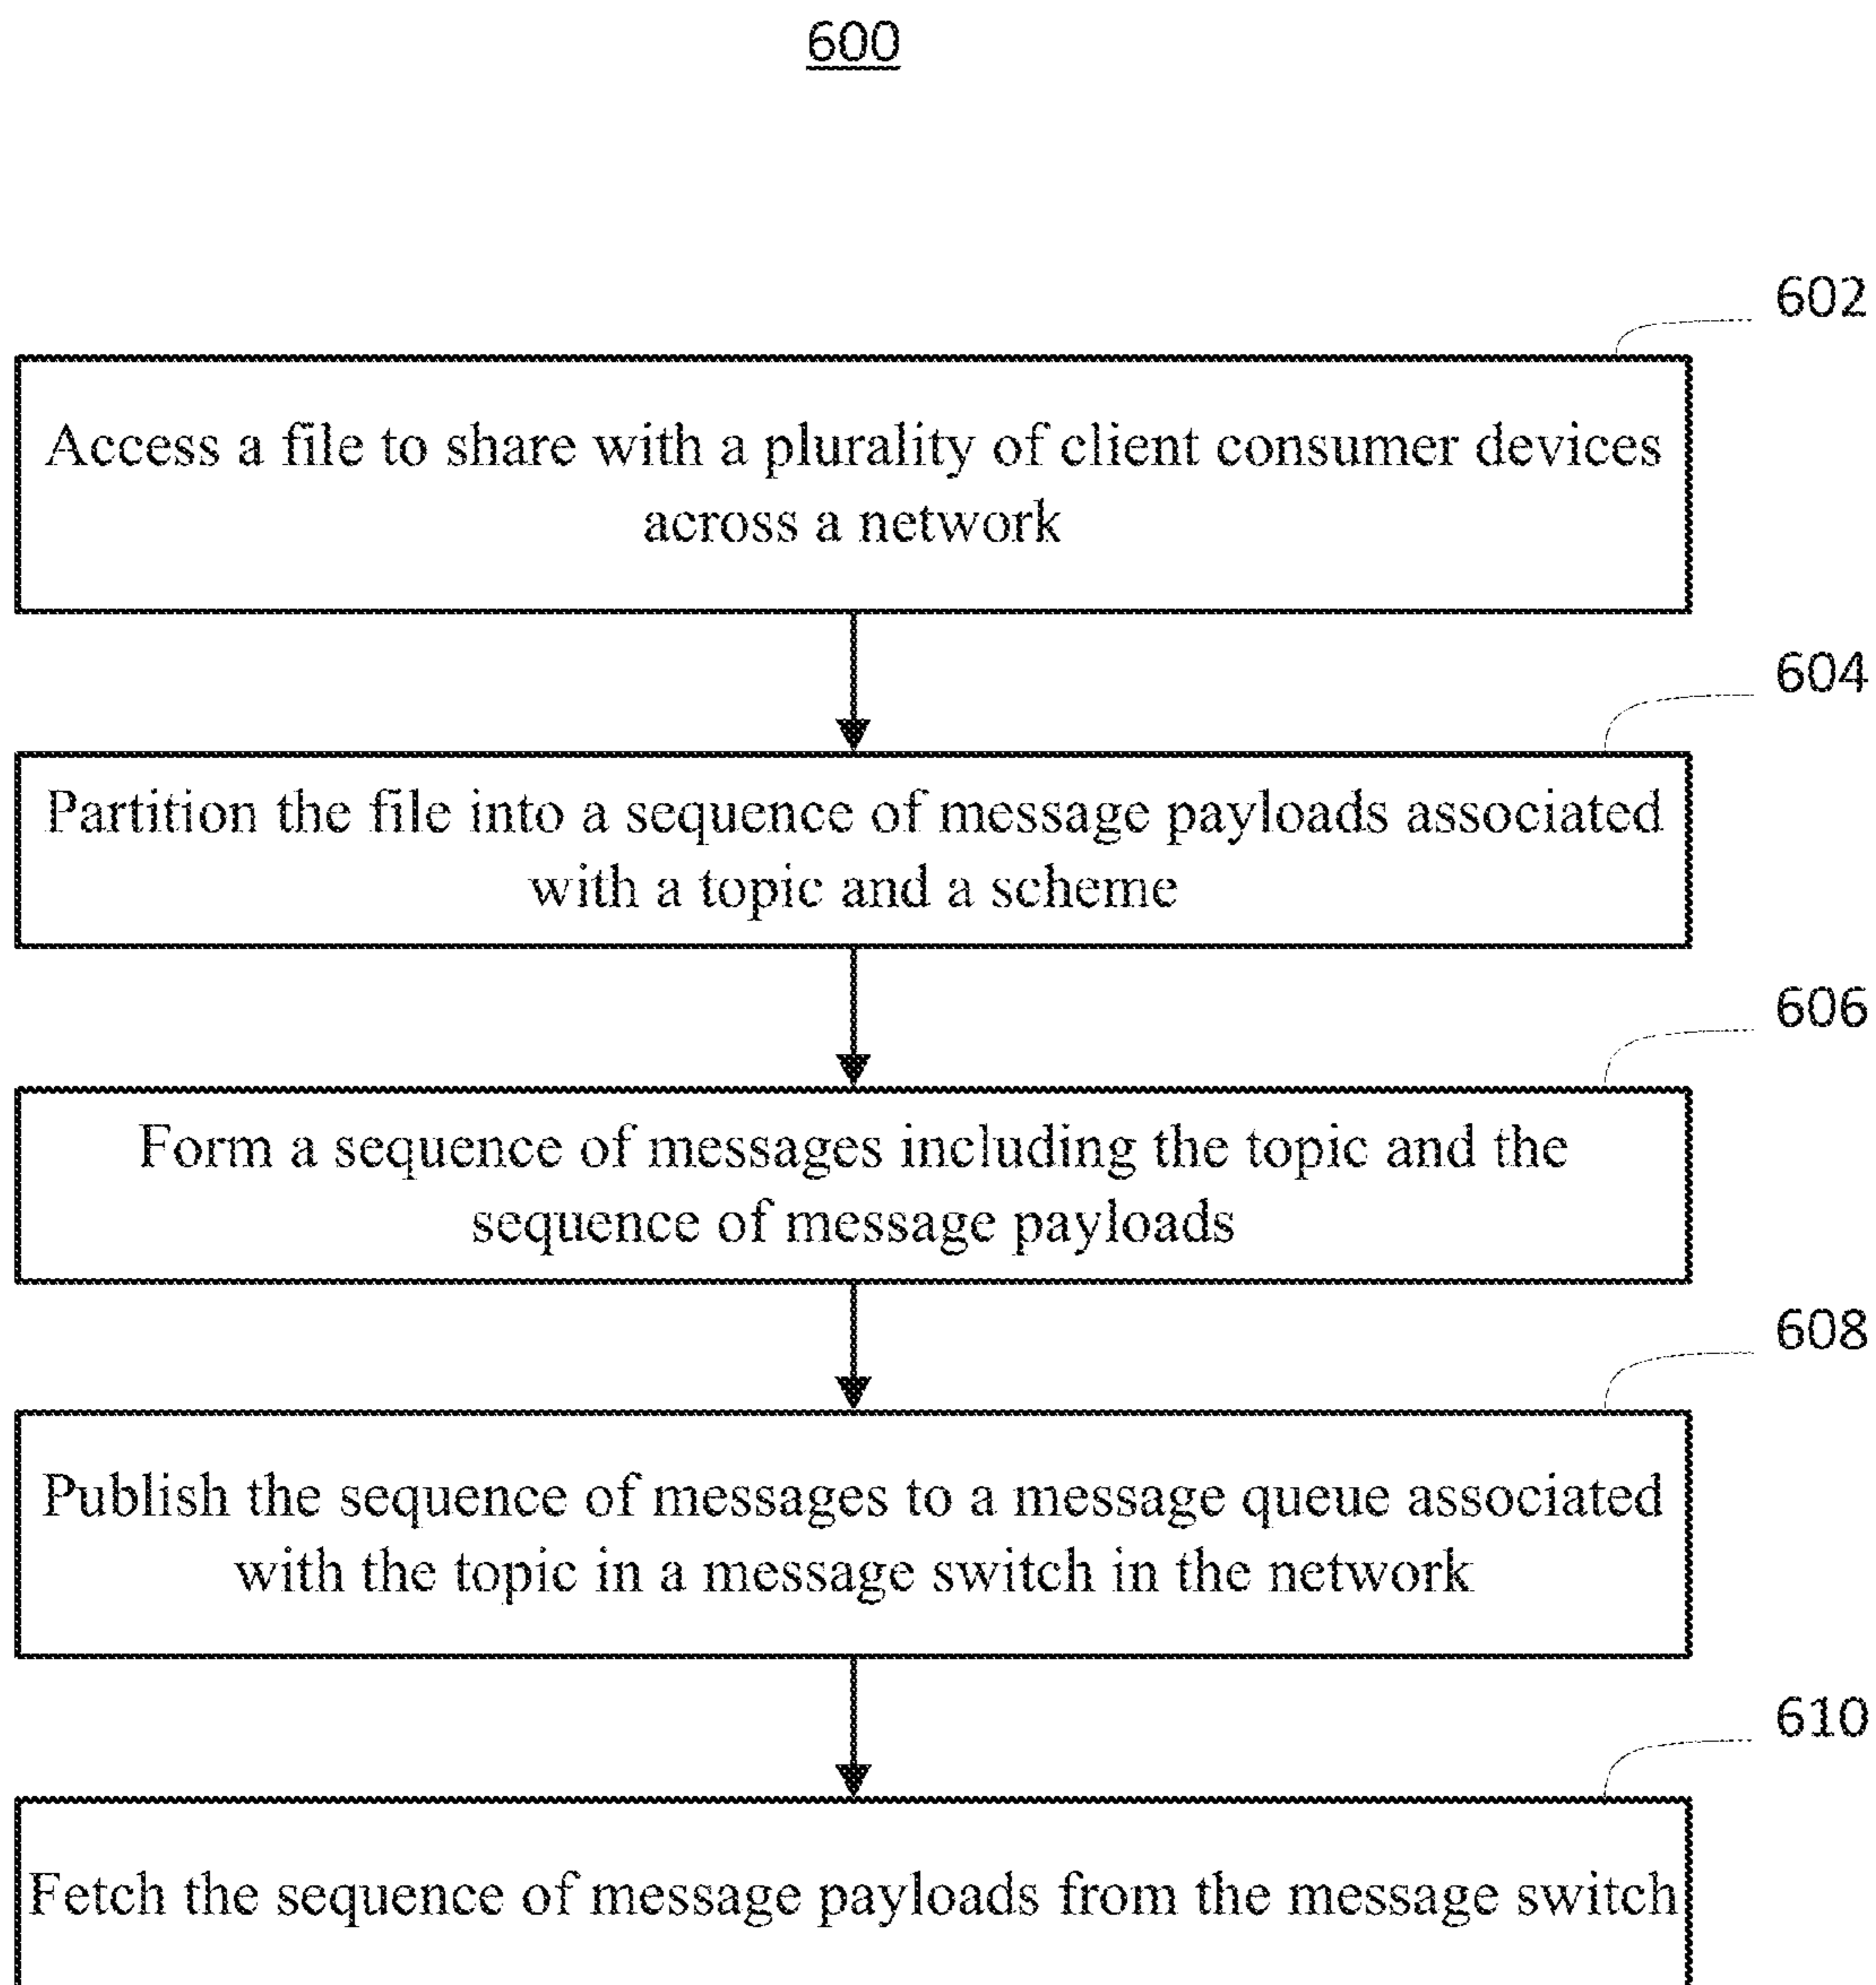 600
602
Access a file to share with a plurality of client consumer devices
across a network
604
Partition the file into a sequence of message payloads associated
with a topic and a scheme
606
Form a sequence of messages including the topic and the
sequence of message payloads
608
Publish the sequence of messages to a message queue associated
with the topic in a message switch in the network
610
Fetch the sequence of message payloads from the message switch